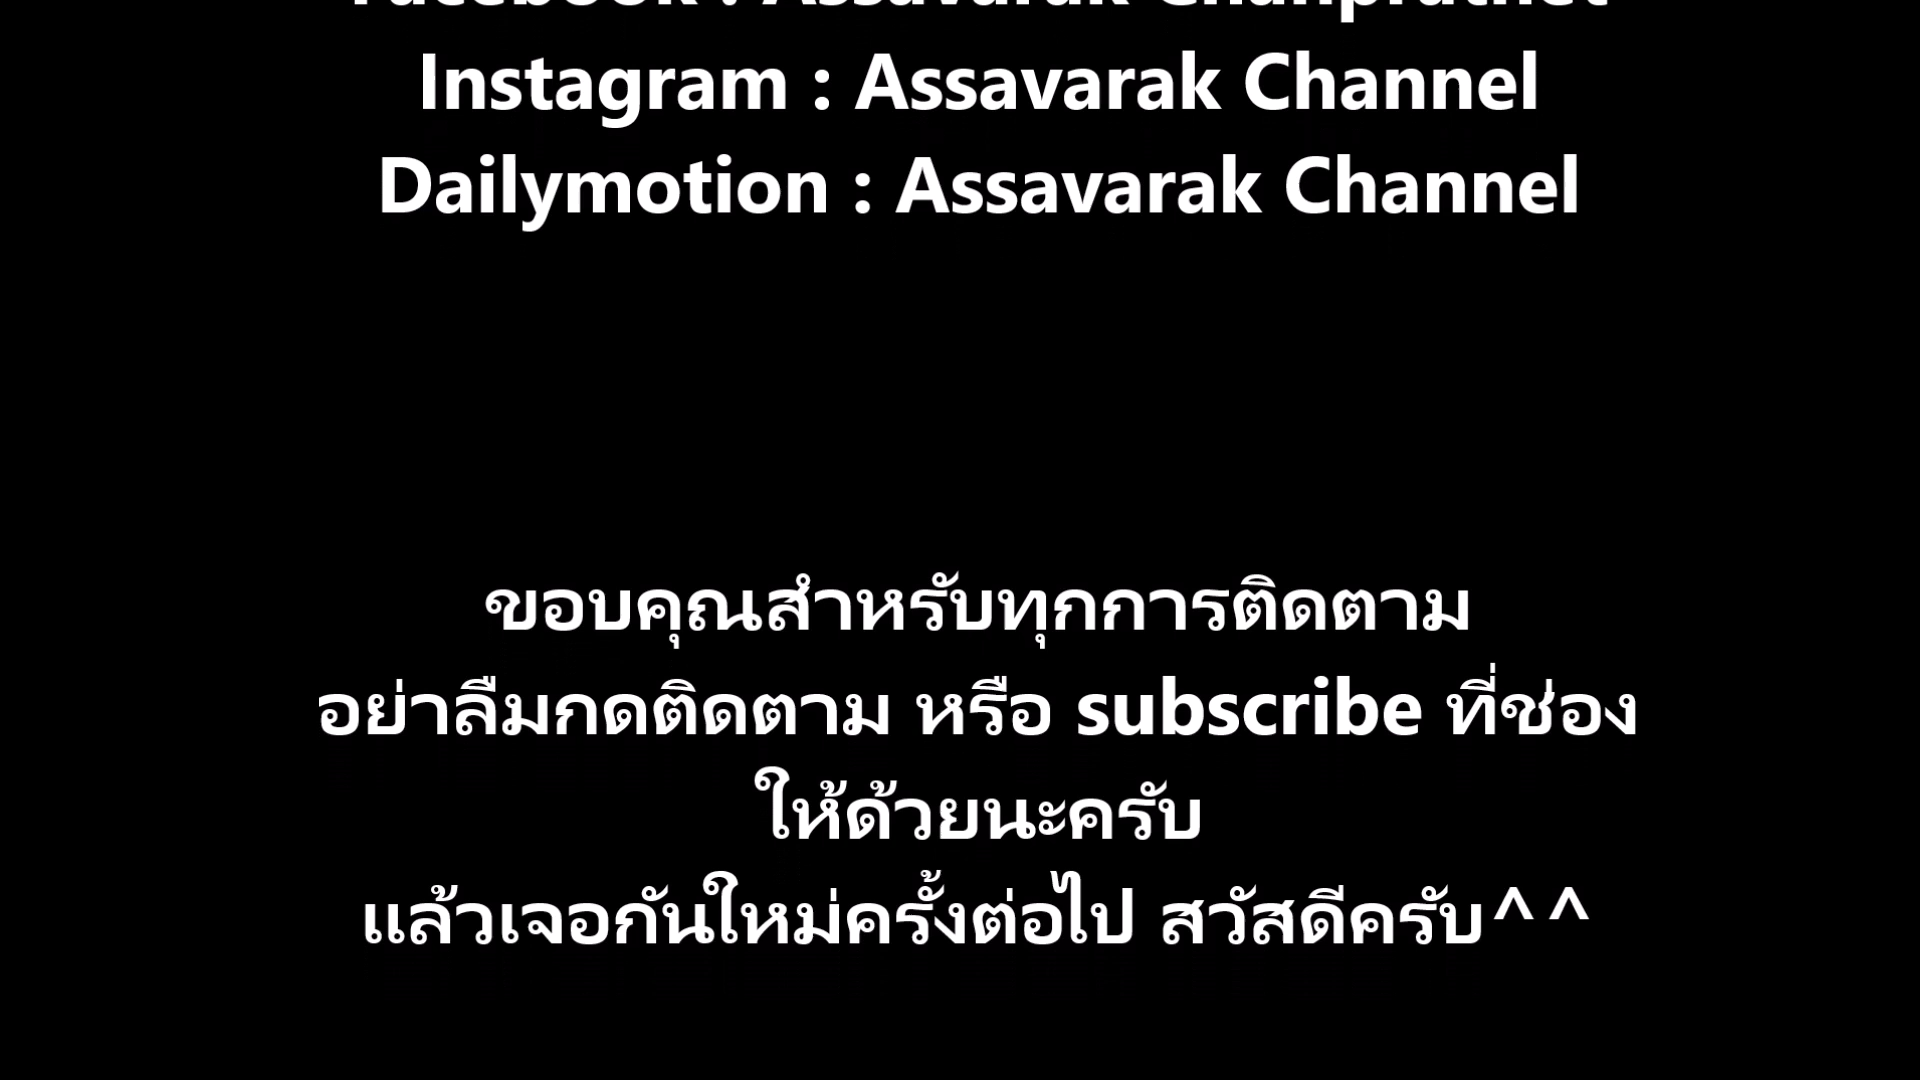 Facebook : Assavarak Chanprathet
Instagram : Assavarak Channel
Dailymotion : Assavarak Channel
ขอบคุณสำหรับทุกการติดตาม
อย่าลืมกดติดตาม หรือ subscribe ที่ช่อง
ให้ด้วยนะครับ
แล้วเจอกันใหม่ครั้งต่อไป สวัสดีครับ^^